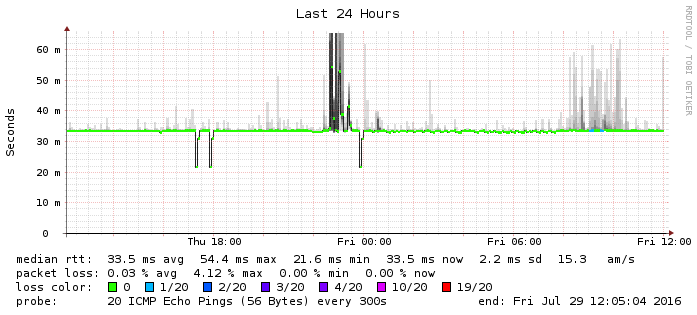 Last 24 Hours
RRDTOOL / TOBI OETIKER
Seconds
60 m
50 m
40 m
30 m
20 m
10 m
0
Thu 18:00 Fri 00:00 Fri 06:00 Fri 12:00
median rtt: 33.5 ms avg 54.4 ms max 21.6 ms min 33.5 ms now 2.2 ms sd 15.3 am/s
packet loss: 0.03 % avg 4.12 % max 0.00 % min 0.00 % now
loss color: 0 1/20 2/20 3/20 4/20 10/20 19/20
probe: 20 ICMP Echo Pings (56 Bytes) every 300s end: Fri Jul 29 12:05:04 2016